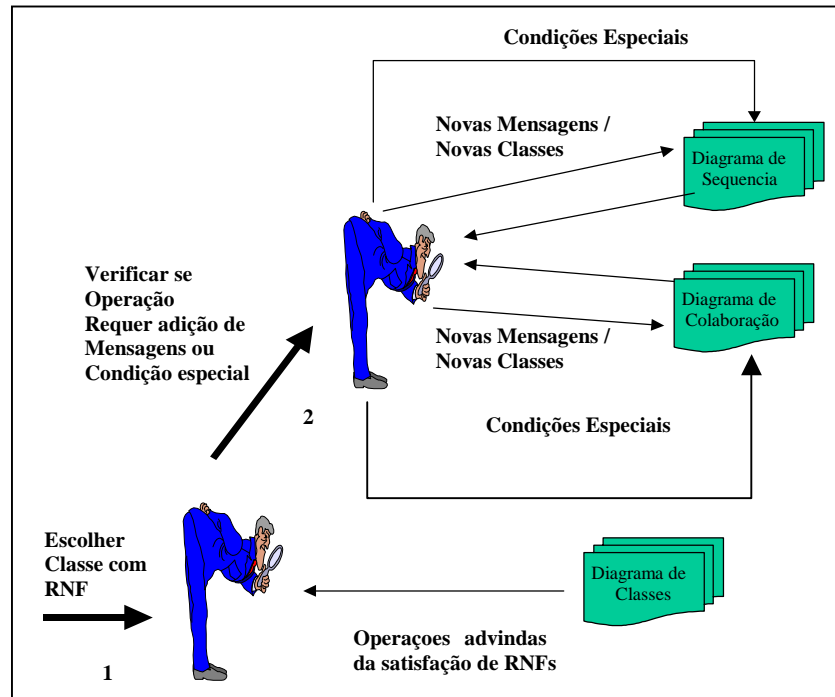 Condições Especiais
Novas Mensagens /
Novas Classes
Diagrama de
Sequencia
Verificar se
Operação
Requer adição de
Mensagens ou
Condição especial
Diagrama de
Colaboração
Novas Mensagens /
Novas Classes
2
Condições Especiais
Escolher
Classe com
RNF
Diagrama de
Classes
Operaçoes advindas
da satisfação de RNFs
1